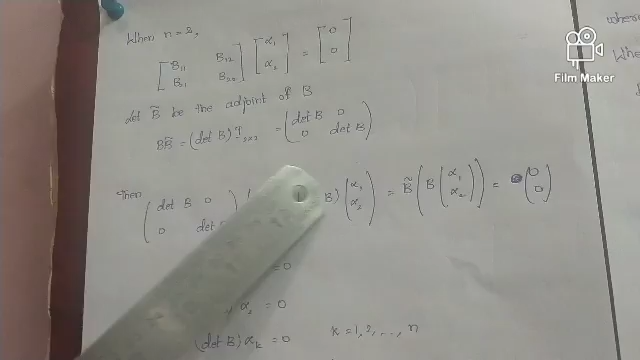 When n = 2,
[B₁₁ B₁₂
B₂₁ B₂₂] [α₁
α₂] = [0
0]
det B̃ be the adjoint of B
BB̃ = (det B) I₂ₓ₂ = (det B 0
0 det B)
Then
(det B 0
0 det
B) (α₁
α₂) = B̃ (B (α₁
α₂)) = (0
0)
= 0
α₂ = 0
(det B) αₖ = 0 k = 1, 2, ..., n
where
Film Maker